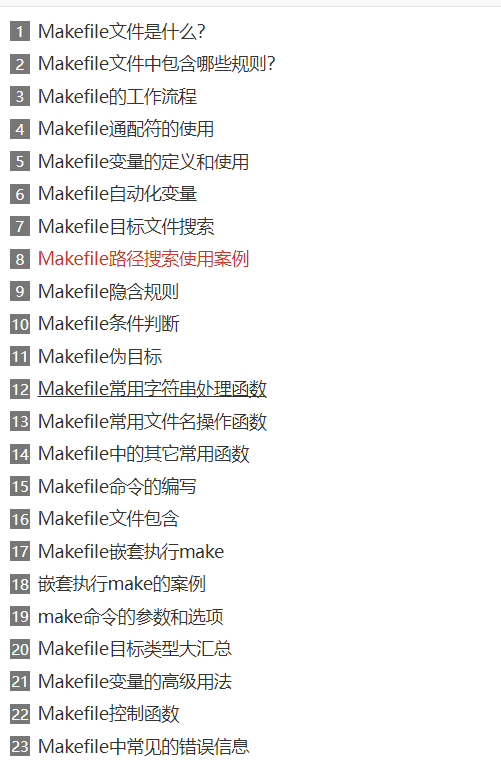 1 Makefile文件是什么?
2 Makefile文件中包含哪些规则?
3 Makefile的工作流程
4 Makefile通配符的使用
5 Makefile变量的定义和使用
6 Makefile自动化变量
7 Makefile目标文件搜索
8 Makefile路径搜索使用案例
9 Makefile隐含规则
10 Makefile条件判断
11 Makefile伪目标
12 Makefile常用字符串处理函数
13 Makefile常用文件名操作函数
14 Makefile中的其它常用函数
15 Makefile命令的编写
16 Makefile文件包含
17 Makefile嵌套执行make
18 嵌套执行make的案例
19 make命令的参数和选项
20 Makefile目标类型大汇总
21 Makefile变量的高级用法
22 Makefile控制函数
23 Makefile中常见的错误信息